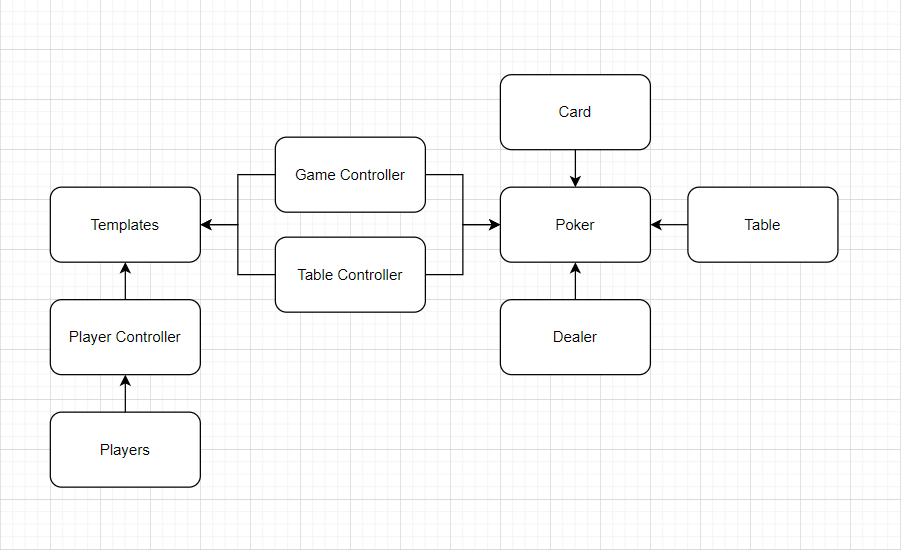 Card
Game Controller
Templates
Poker
Table
Table Controller
Player Controller
Dealer
Players